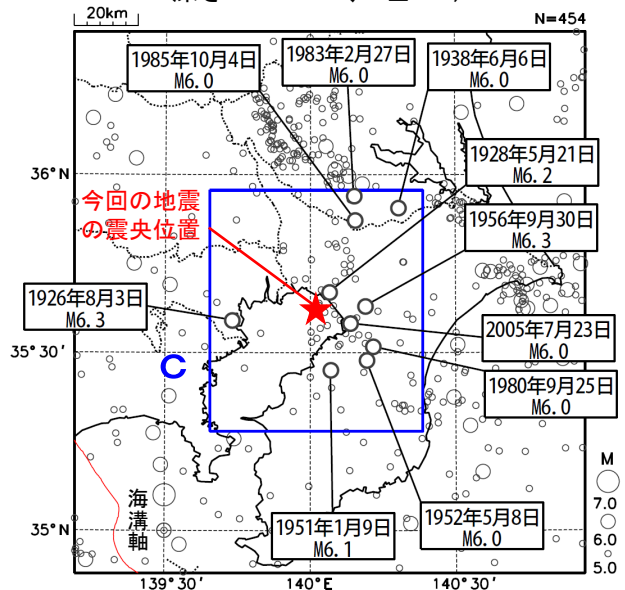 20km
N=454
1985年10月4日
M6.0
1983年2月27日
M6.0
1938年6月6日
M6.0
1928年5月21日
M6.2
36°N
今回の地震
の震央位置
1956年9月30日
M6.3
1926年8月3日
M6.3
2005年7月23日
M6.0
35°30'
C
1980年9月25日
M6.0
M
7.0
6.0
5.0
海溝軸
1951年1月9日
M6.1
1952年5月8日
M6.0
35°N
139°30'
140°E
140°30'